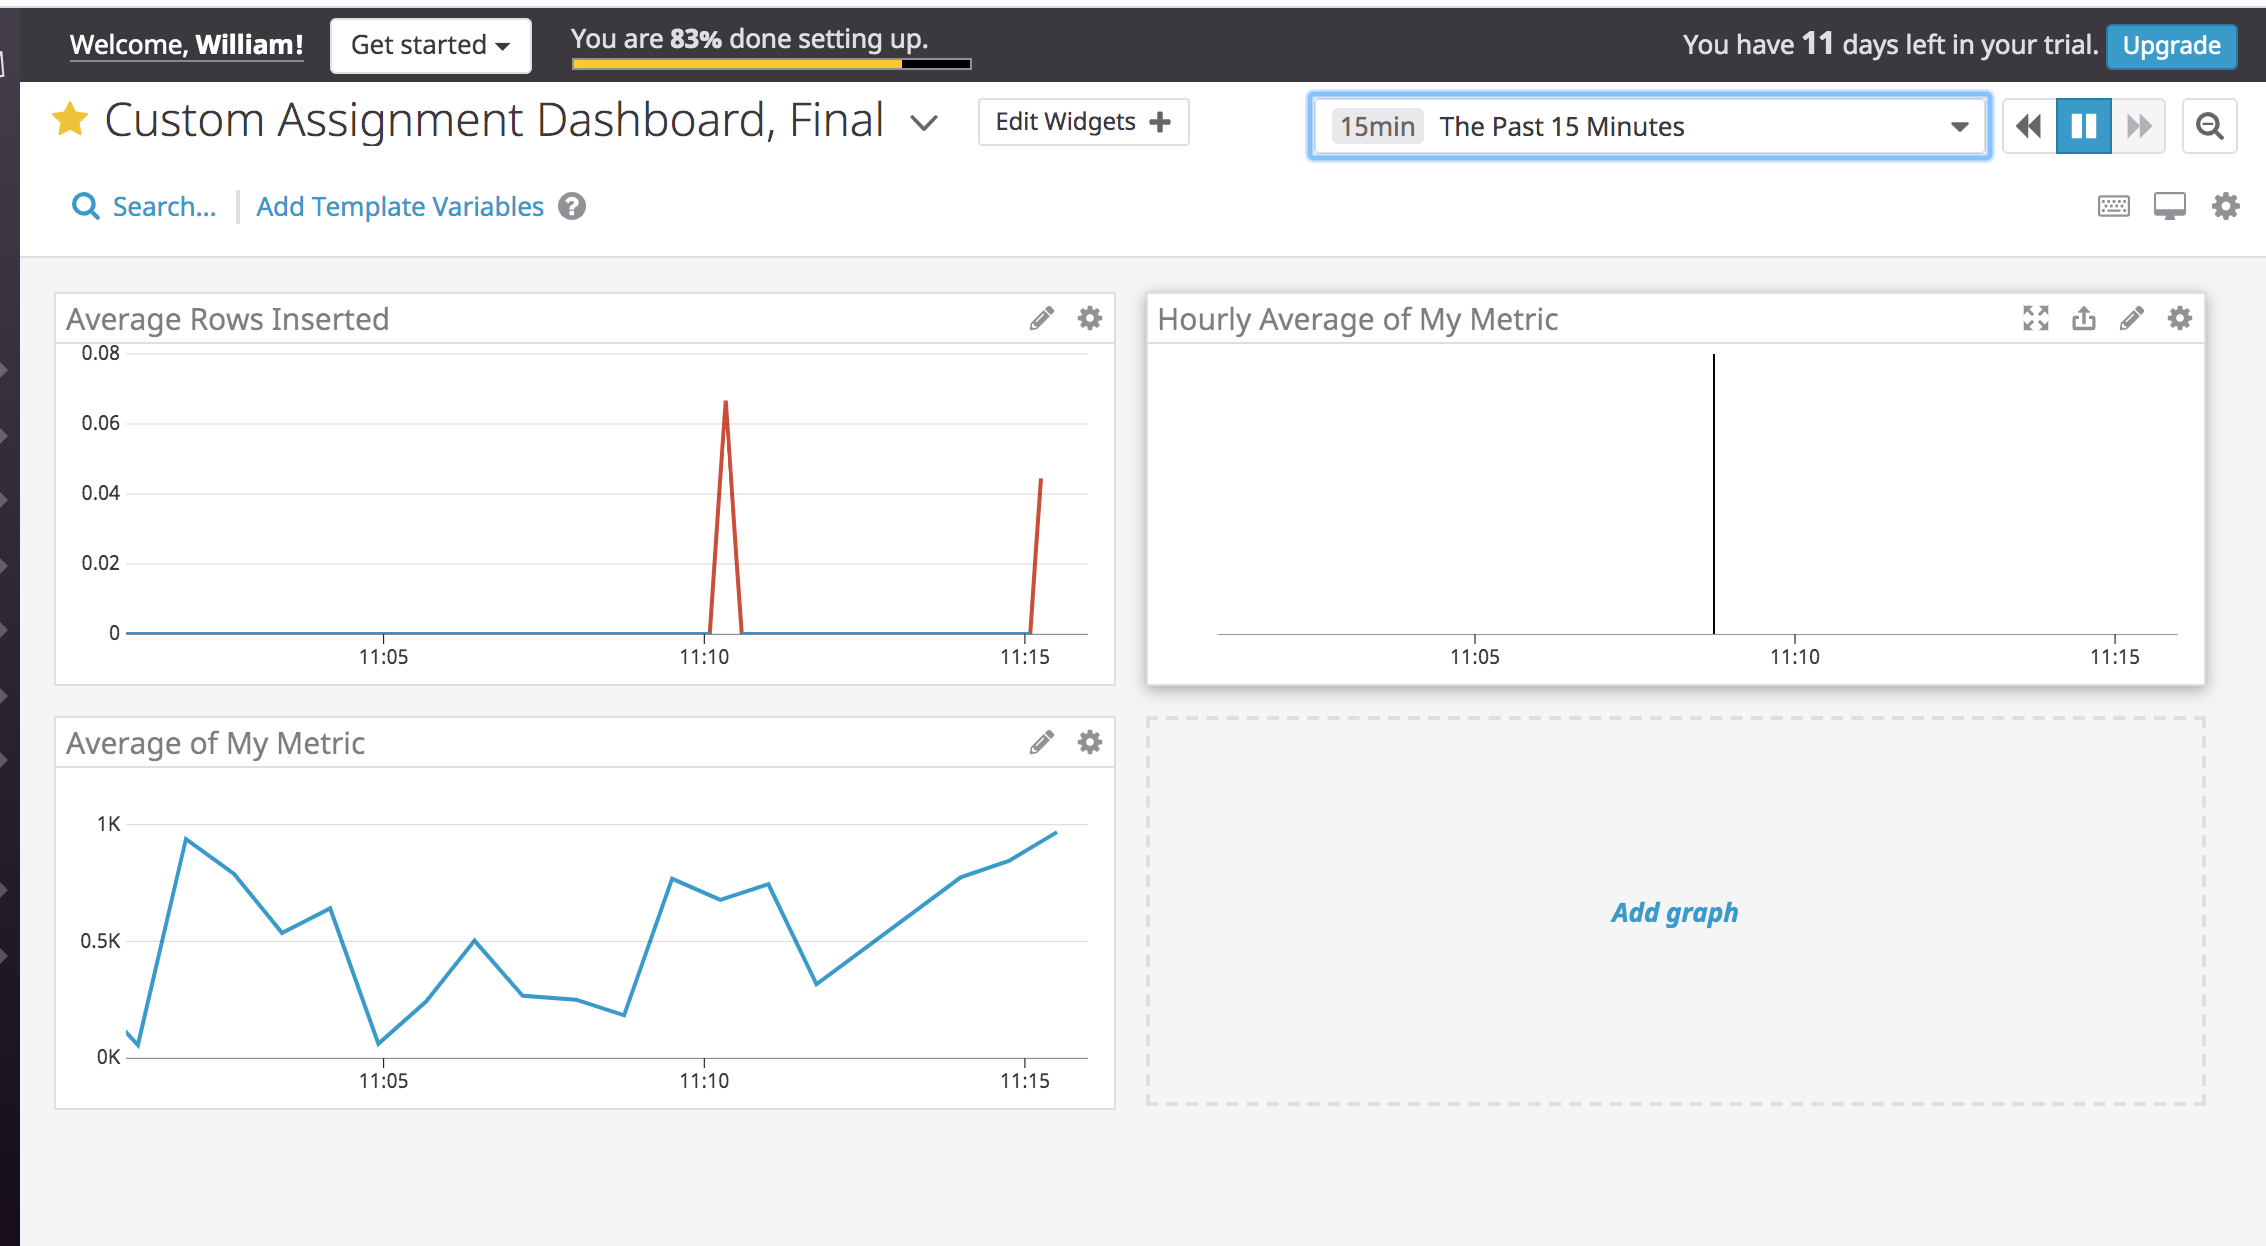 Welcome, William!
Get started
You are 83% done setting up.
You have 11 days left in your trial.
Upgrade
Custom Assignment Dashboard, Final
Edit Widgets +
15min The Past 15 Minutes
Search...
Add Template Variables ?
Average Rows Inserted
0.08
0.06
0.04
0.02
0
11:05 11:10 11:15
Hourly Average of My Metric
11:05 11:10 11:15
Average of My Metric
1K
0.5K
0K
11:05 11:10 11:15
Add graph